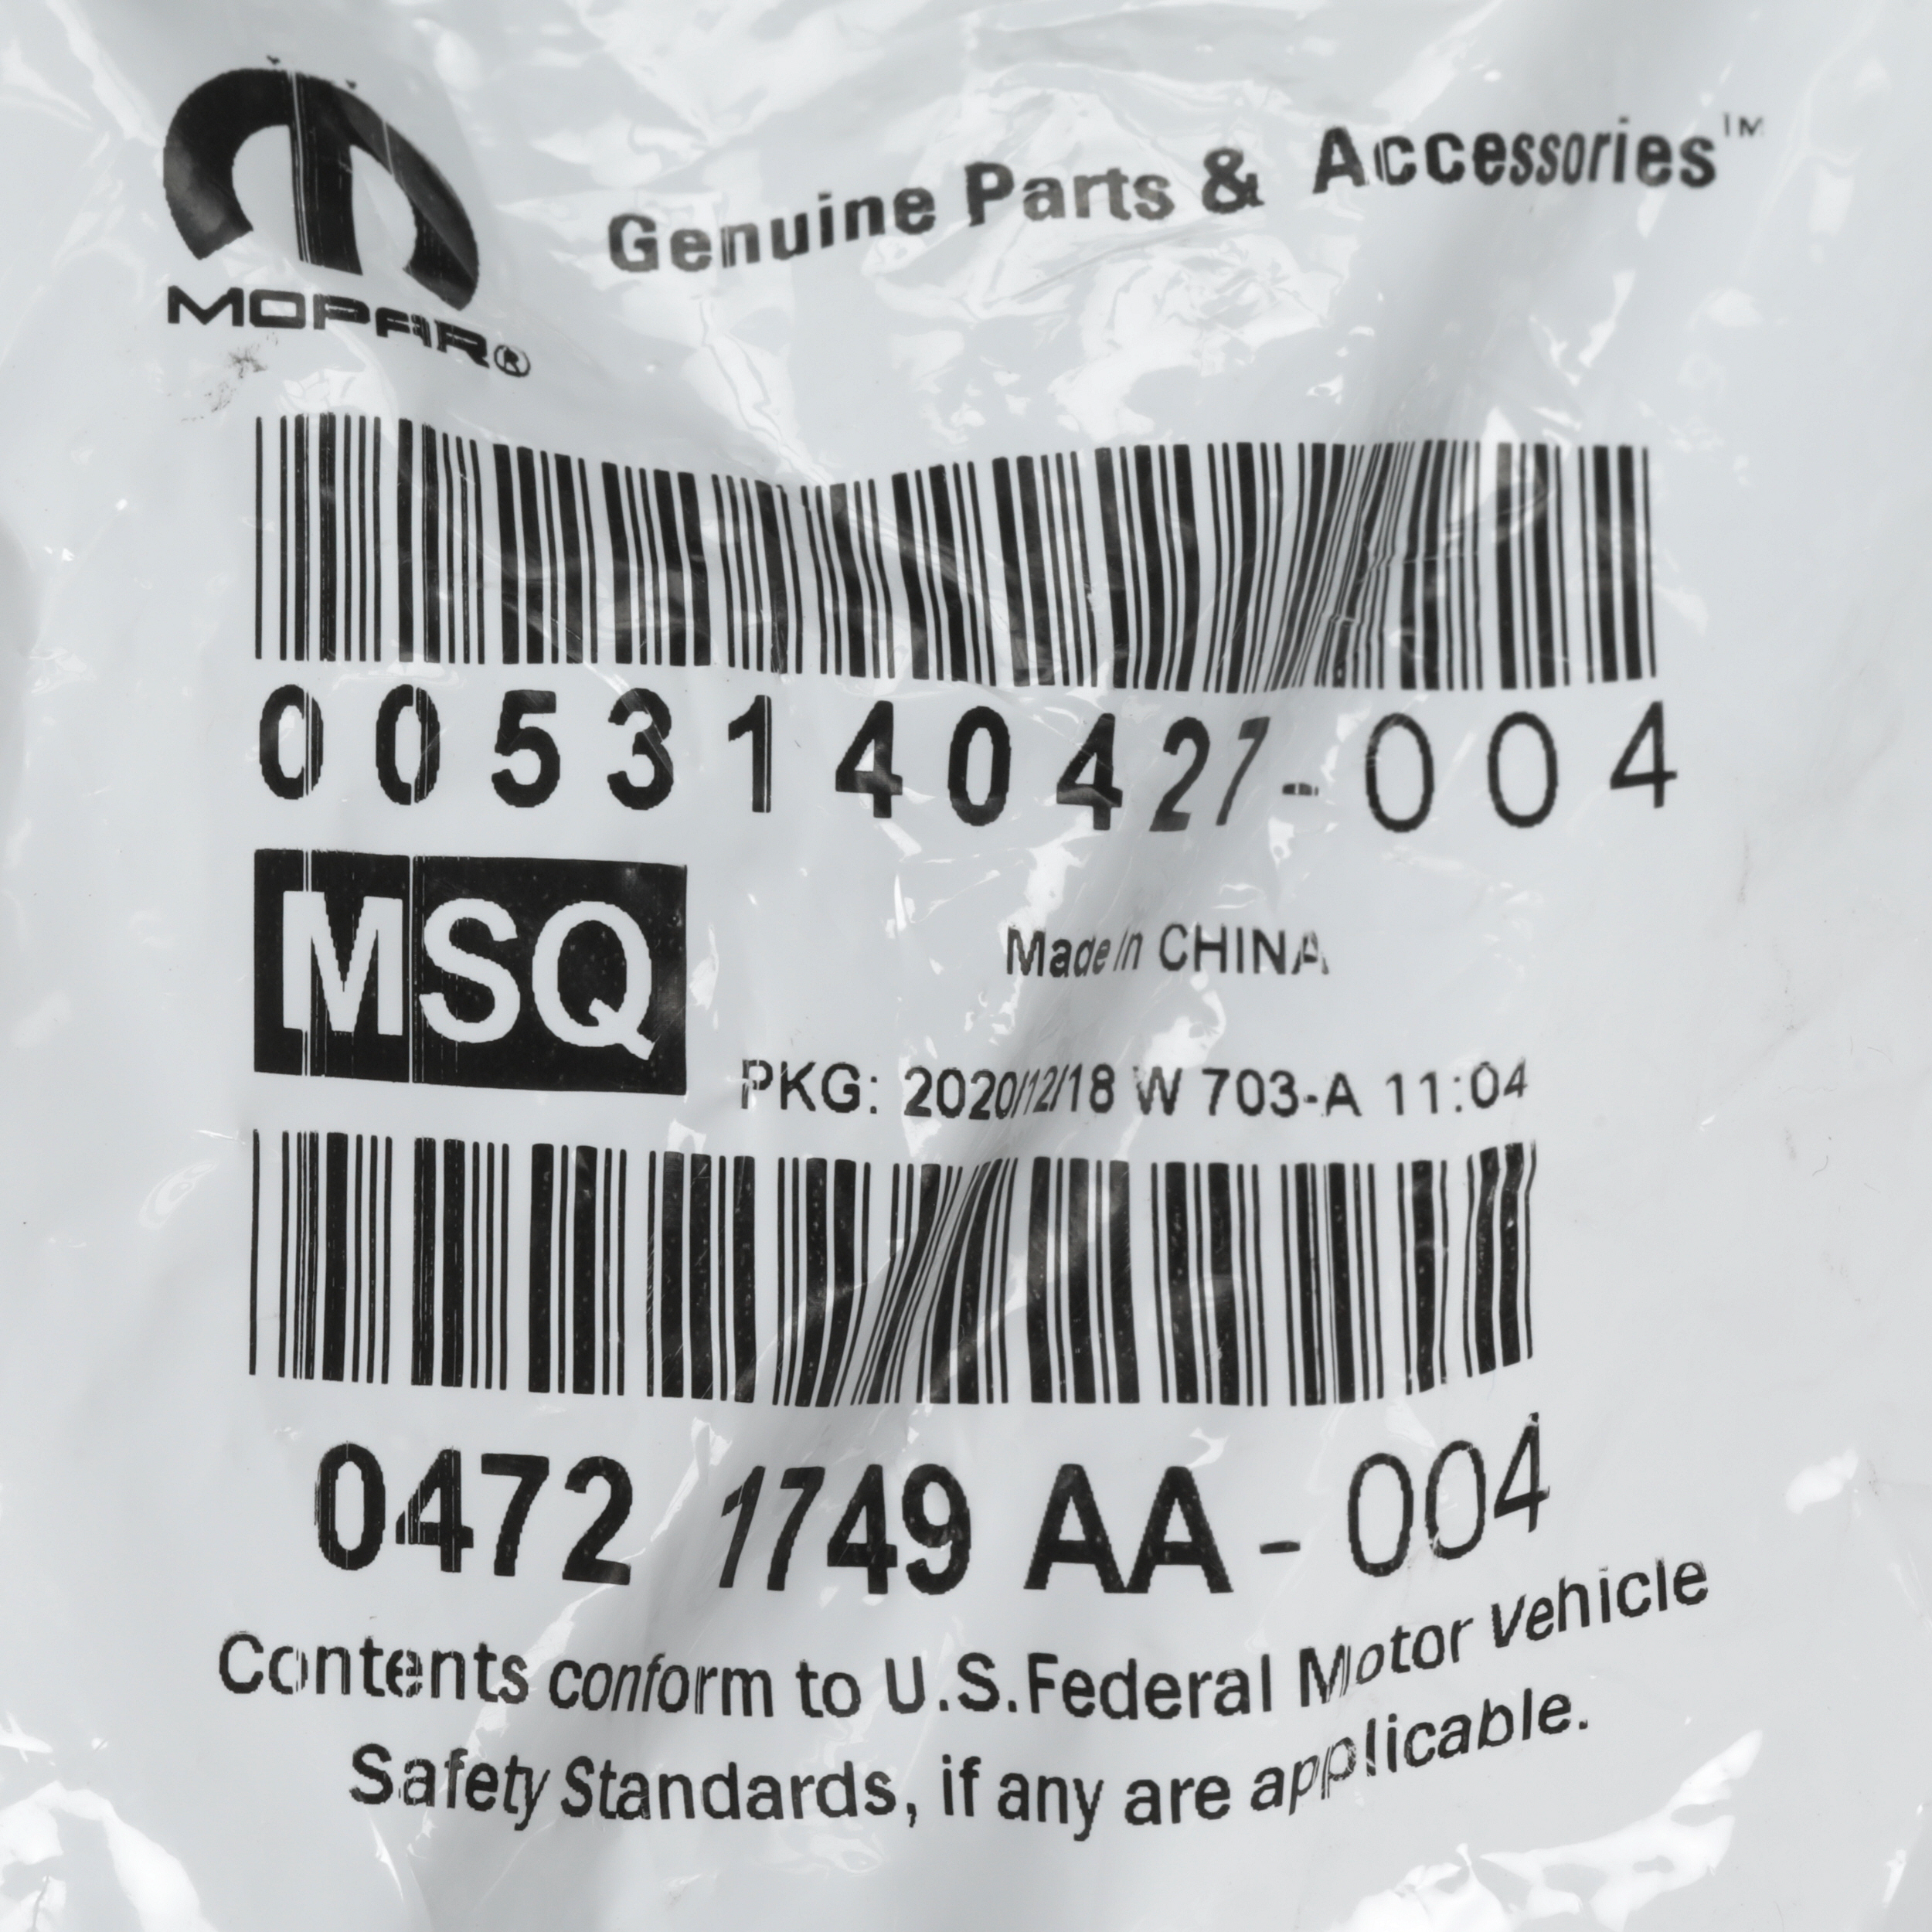 MOPAR®
Genuine Parts & Accessories™
0053140427-004
MSQ
Made in CHINA
PKG: 2020/12/18 W 703-A 11:04
0472 1749 AA - 004
Contents conform to U.S.Federal Motor Vehicle
Safety Standards, if any are applicable.